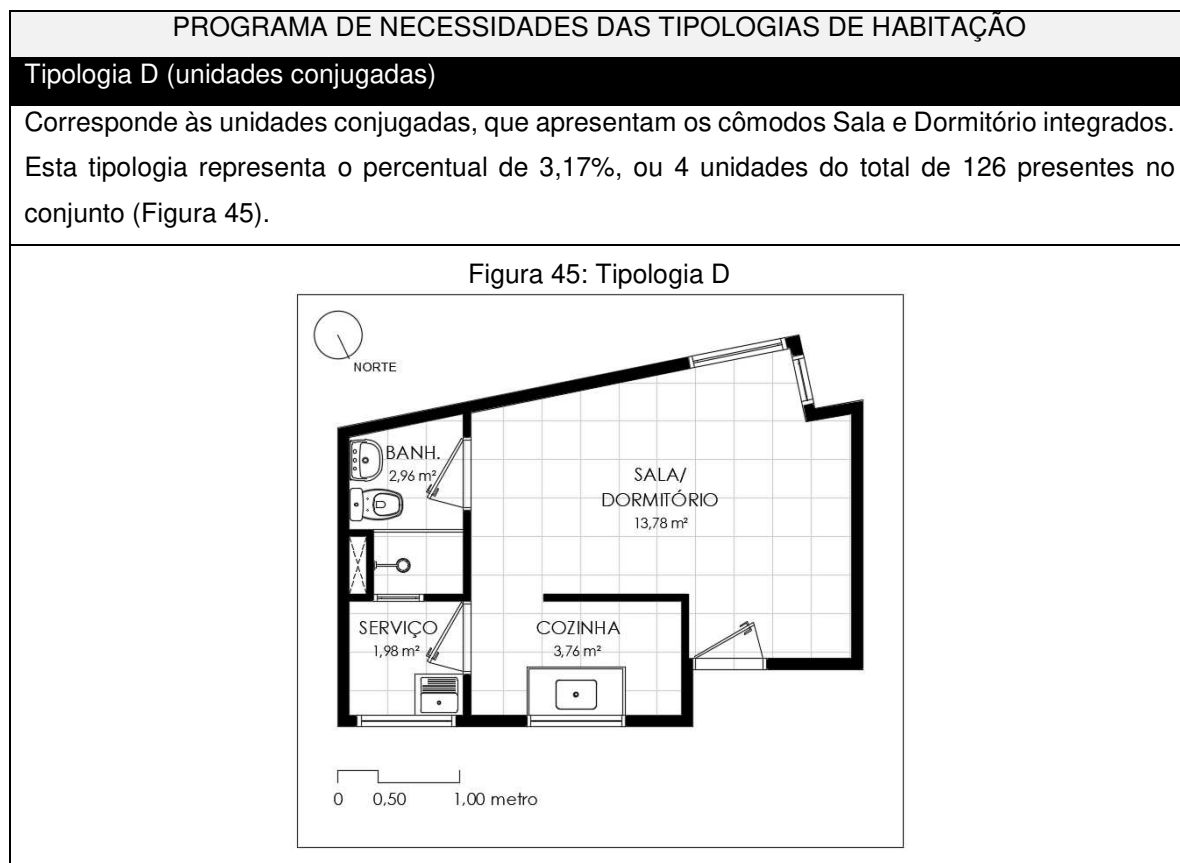 PROGRAMA DE NECESSIDADES DAS TIPOLOGIAS DE HABITAÇÃO
Tipologia D (unidades conjugadas)
Corresponde às unidades conjugadas, que apresentam os cômodos Sala e Dormitório integrados.
Esta tipologia representa o percentual de 3,17%, ou 4 unidades do total de 126 presentes no
conjunto (Figura 45).
Figura 45: Tipologia D
NORTE
BANH.
2,96 m²
SALA/
DORMITÓRIO
13,78 m²
SERVIÇO
1,98 m²
COZINHA
3,76 m²
0 0,50 1,00 metro